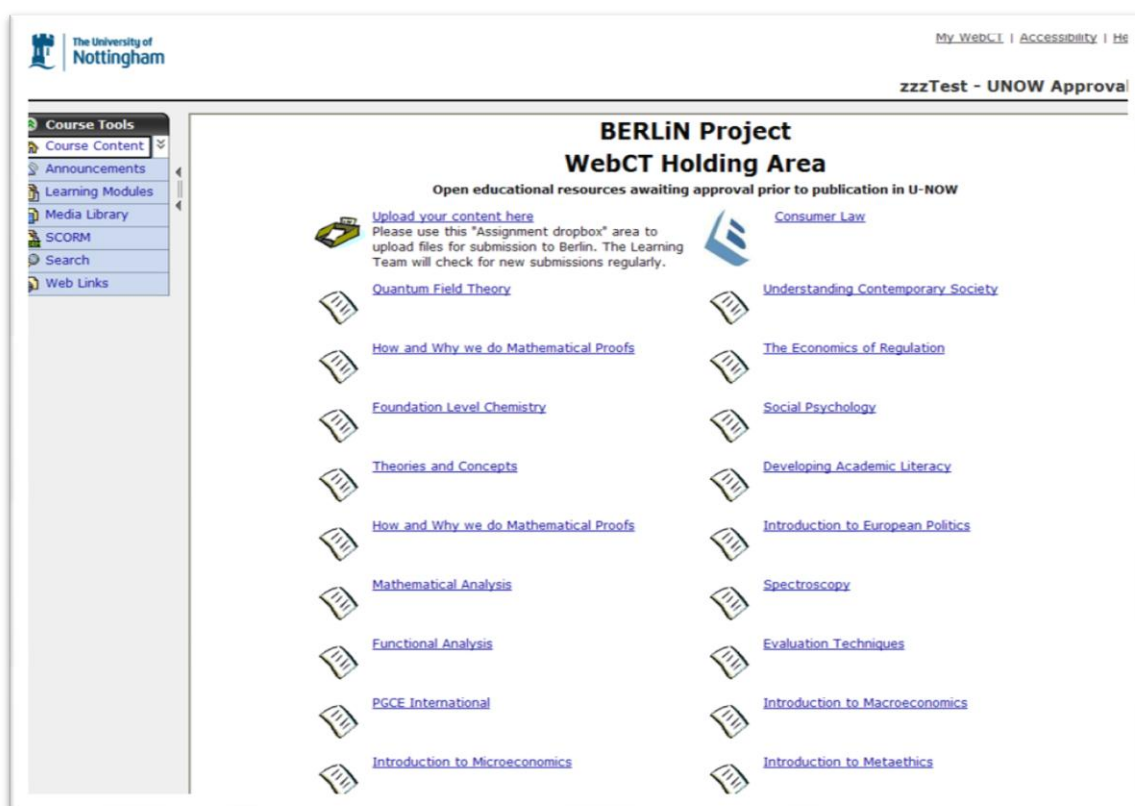 The University of
Nottingham
My WebCT | Accessibility | He
zzzTest - UNOW Approval
Course Tools
Course Content
Announcements
Learning Modules
Media Library
SCORM
Search
Web Links
BERLiN Project
WebCT Holding Area
Open educational resources awaiting approval prior to publication in U-NOW
Upload your content here
Please use this "Assignment dropbox" area to
upload files for submission to Berlin. The Learning
Team will check for new submissions regularly.
Consumer Law
Quantum Field Theory
Understanding Contemporary Society
How and Why we do Mathematical Proofs
The Economics of Regulation
Foundation Level Chemistry
Social Psychology
Theories and Concepts
Developing Academic Literacy
How and Why we do Mathematical Proofs
Introduction to European Politics
Mathematical Analysis
Spectroscopy
Functional Analysis
Evaluation Techniques
PGCE International
Introduction to Macroeconomics
Introduction to Microeconomics
Introduction to Metaethics